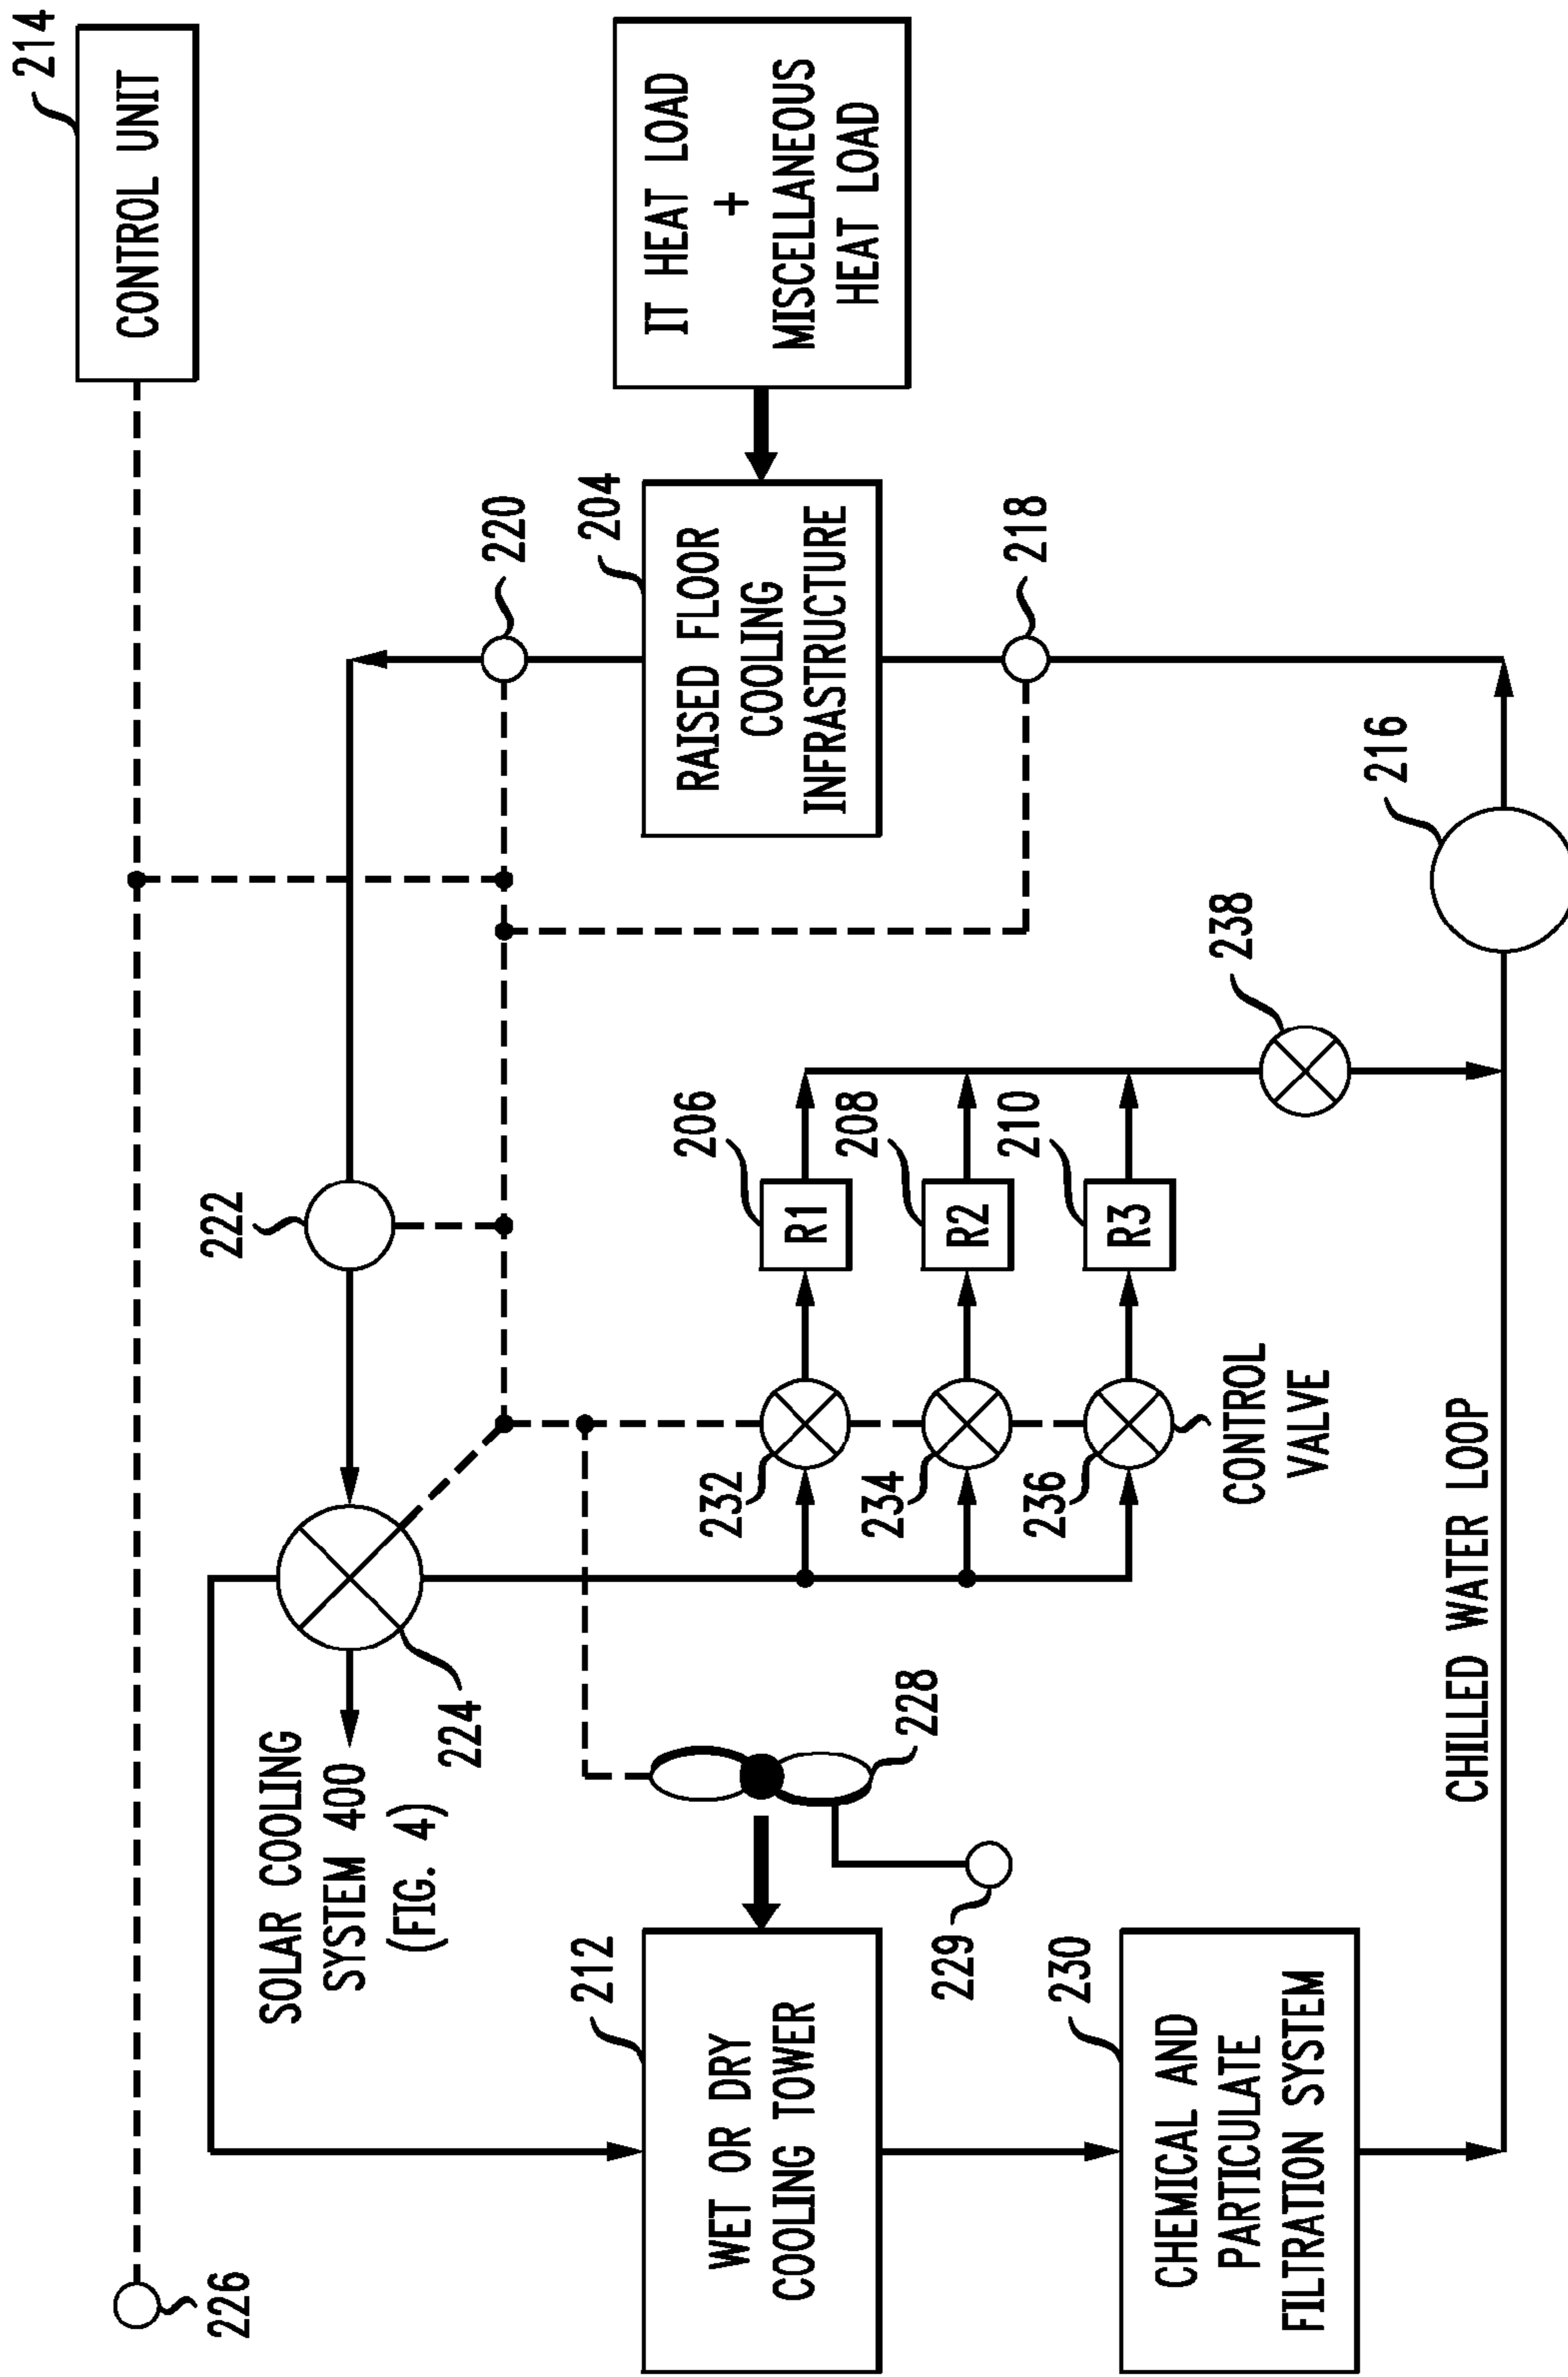 226
CONTROL UNIT
214
SOLAR COOLING
SYSTEM 400
(FIG. 4)
224
222
220
WET OR DRY
COOLING TOWER
212
228
229
RAISED FLOOR
COOLING
INFRASTRUCTURE
204
IT HEAT LOAD
+
MISCELLANEOUS
HEAT LOAD
232
R1
206
234
R2
208
236
R3
210
218
CONTROL
VALVE
238
CHEMICAL AND
PARTICULATE
FILTRATION SYSTEM
230
CHILLED WATER LOOP
216